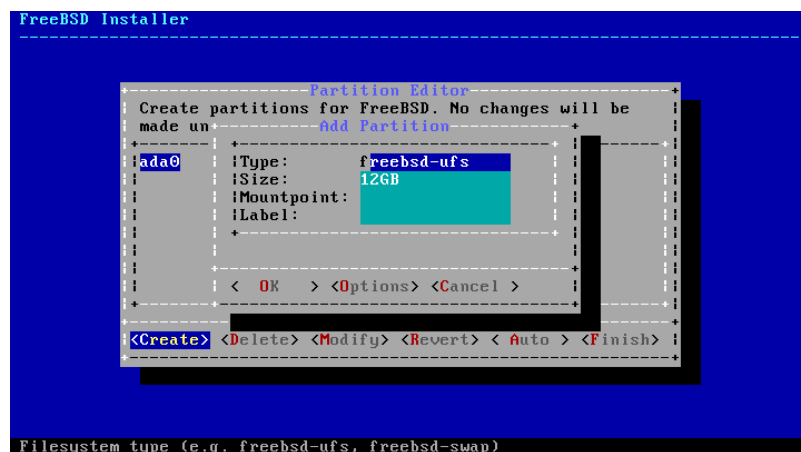 FreeBSD Installer
Partition Editor
Create partitions for FreeBSD. No changes will be
made un
Add Partition
ada0
Type: freebsd-ufs
Size: 12GB
Mountpoint:
Label:
< OK > <Options> <Cancel >
<Create> <Delete> <Modify> <Revert> < Auto > <Finish>
Filesystem type (e.g. freebsd-ufs, freebsd-swap)